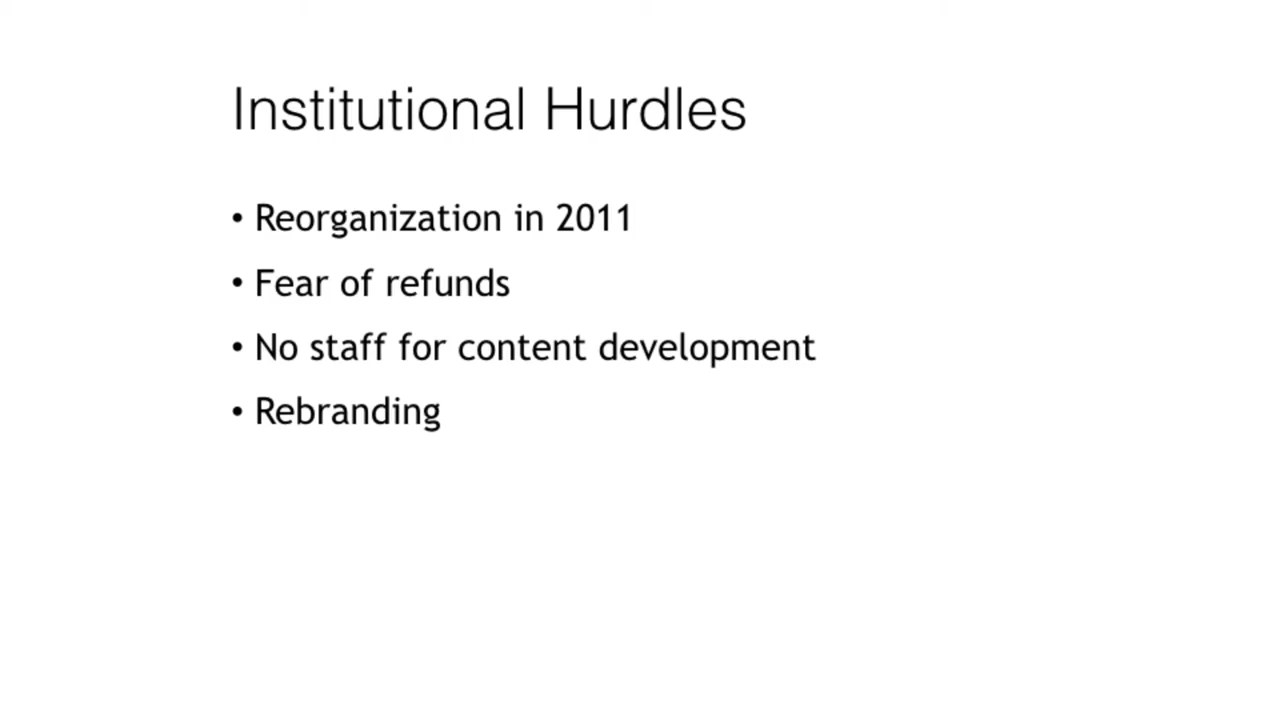 Institutional Hurdles
• Reorganization in 2011
• Fear of refunds
• No staff for content development
• Rebranding